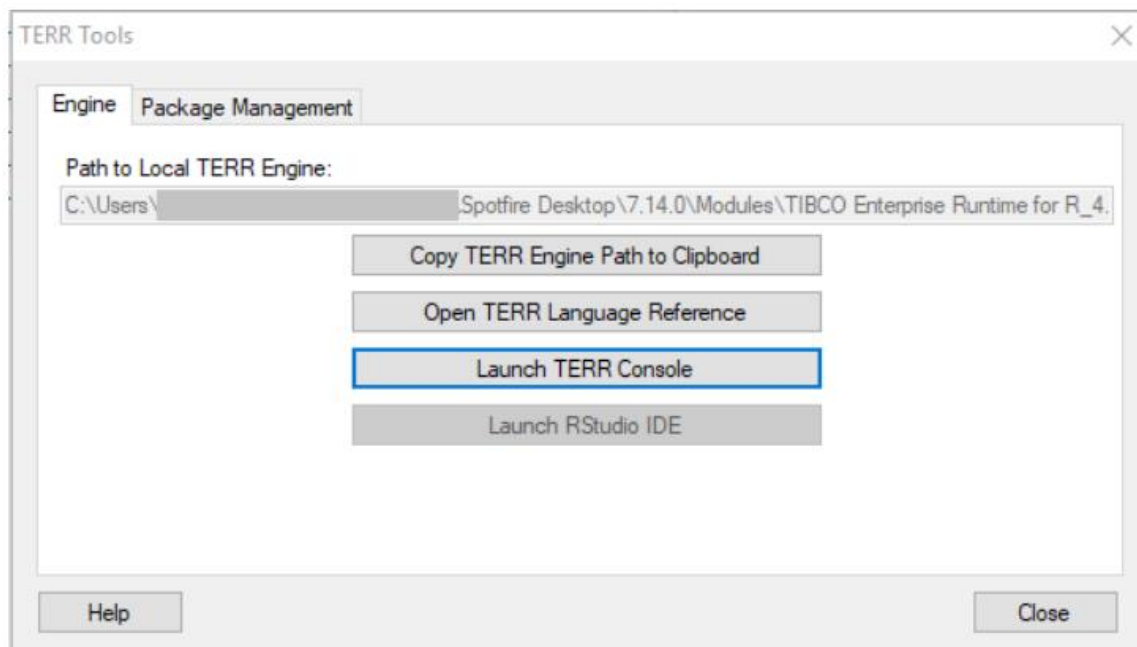 TERR Tools
Engine Package Management
Path to Local TERR Engine:
C:\Users\ Spotfire Desktop\7.14.0\Modules\TIBCO Enterprise Runtime for R_4.
Copy TERR Engine Path to Clipboard
Open TERR Language Reference
Launch TERR Console
Launch RStudio IDE
Help Close